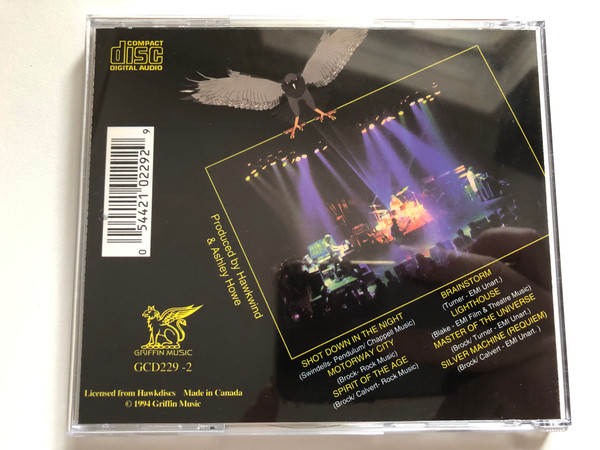 COMPACT
disc
DIGITAL AUDIO
0 54421 02292 9
Produced by Hawkwind
& Ashley Howe
SHOT DOWN IN THE NIGHT
(Swindells- Pendulum/ Chappell Music)
MOTORWAY CITY
(Brock- Rock Music)
SPIRIT OF THE AGE
(Brock/ Calvert- Rock Music)
BRAINSTORM
(Turner - EMI Unart.)
LIGHTHOUSE
(Blake - EMI Film & Theatre Music)
MASTER OF THE UNIVERSE
(Brock/ Turner - EMI Unart.)
SILVER MACHINE (REQUIEM)
(Brock/ Calvert - EMI Unart. )
GRIFFIN MUSIC
GCD229 -2
Licensed from Hawkdiscs Made in Canada
© 1994 Griffin Music